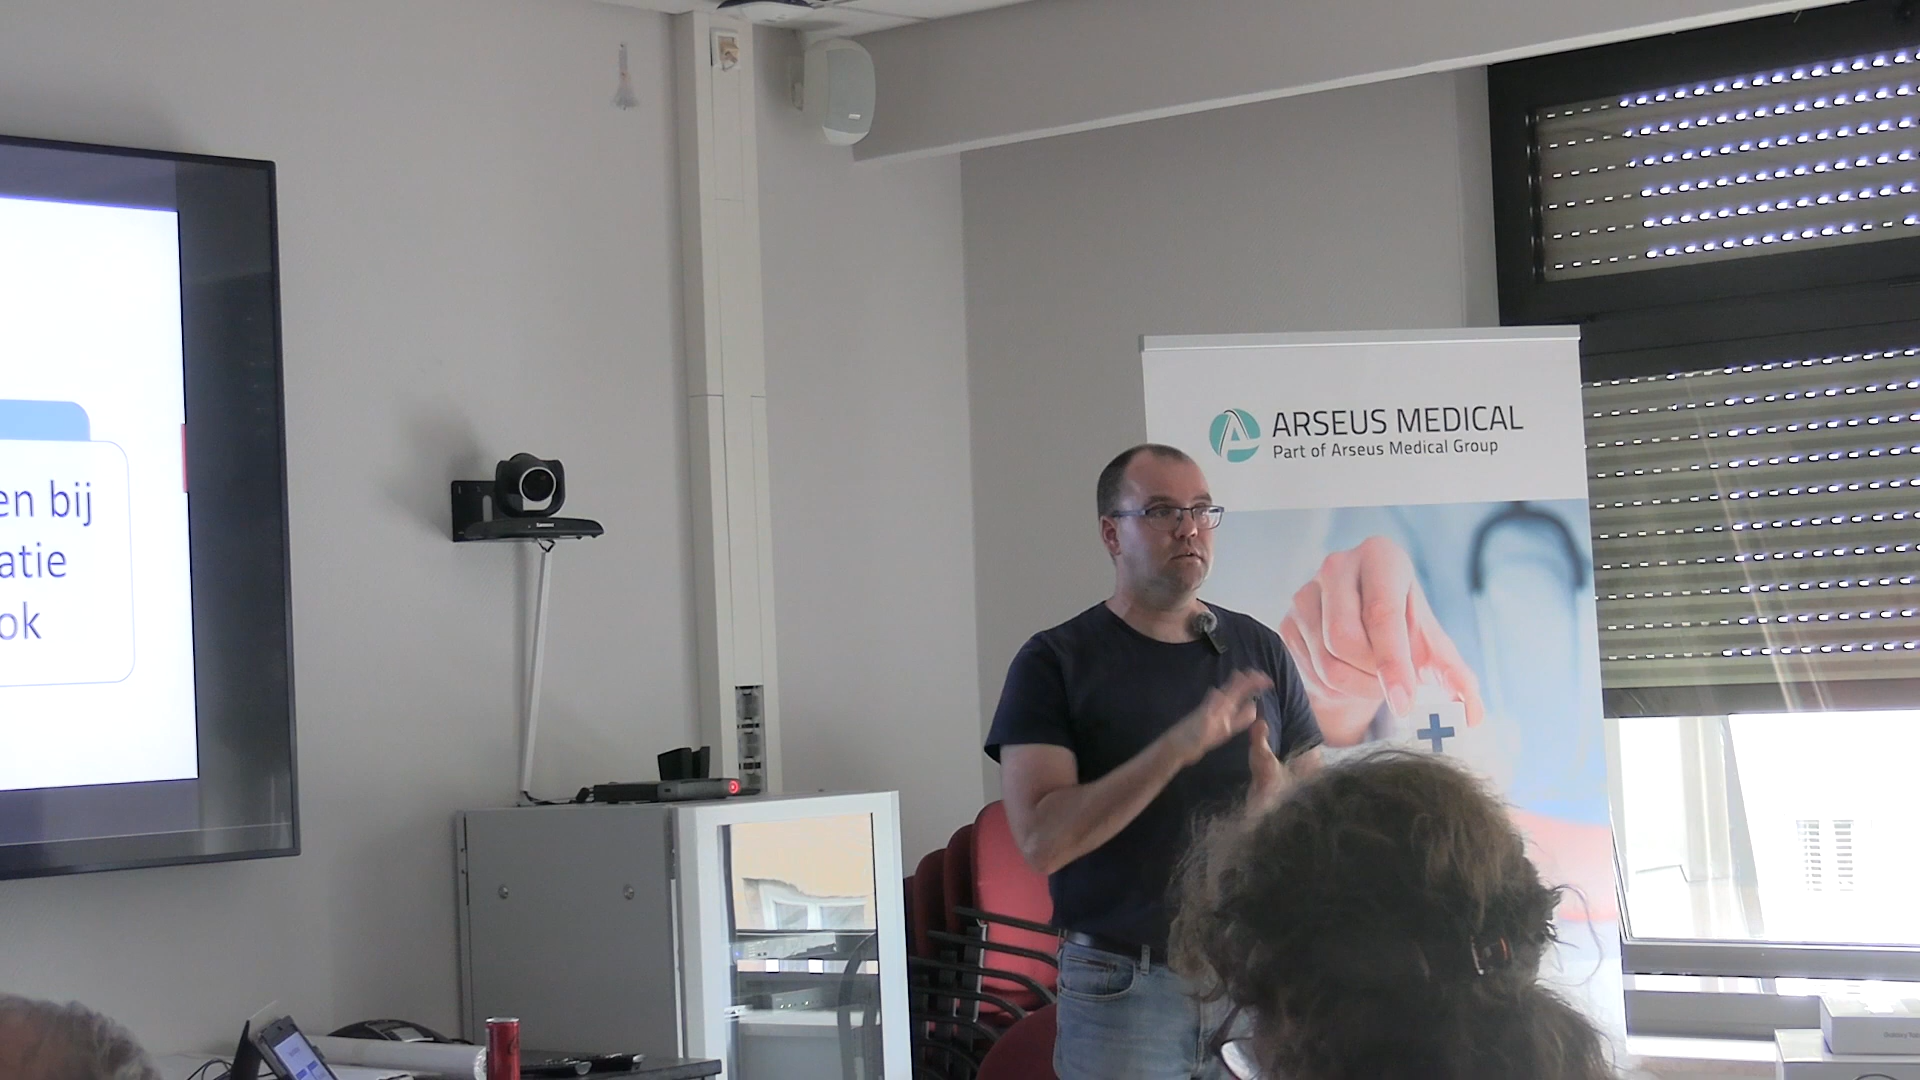 en bij
atie
ok
ARSEUS MEDICAL
Part of Arseus Medical Group